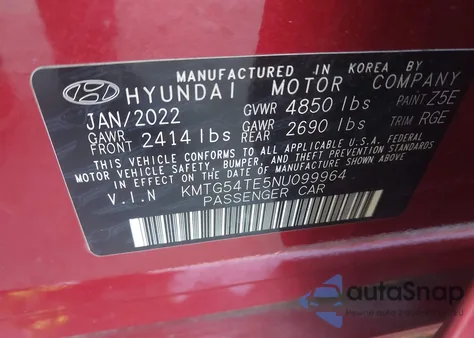 MANUFACTURED IN KOREA BY
HYUNDAI MOTOR COMPANY
JAN/2022 GVWR 4850 lbs PAINT Z5E
GAWR FRONT 2414 lbs GAWR REAR 2690 lbs TRIM RGE
THIS VEHICLE CONFORMS TO ALL APPLICABLE U.S.A. FEDERAL
MOTOR VEHICLE SAFETY, BUMPER, AND THEFT PREVENTION STANDARDS
IN EFFECT ON THE DATE OF MANUFACTURE SHOWN ABOVE.
V.I.N KMTG54TE5NU099964
PASSENGER CAR
autoSnap